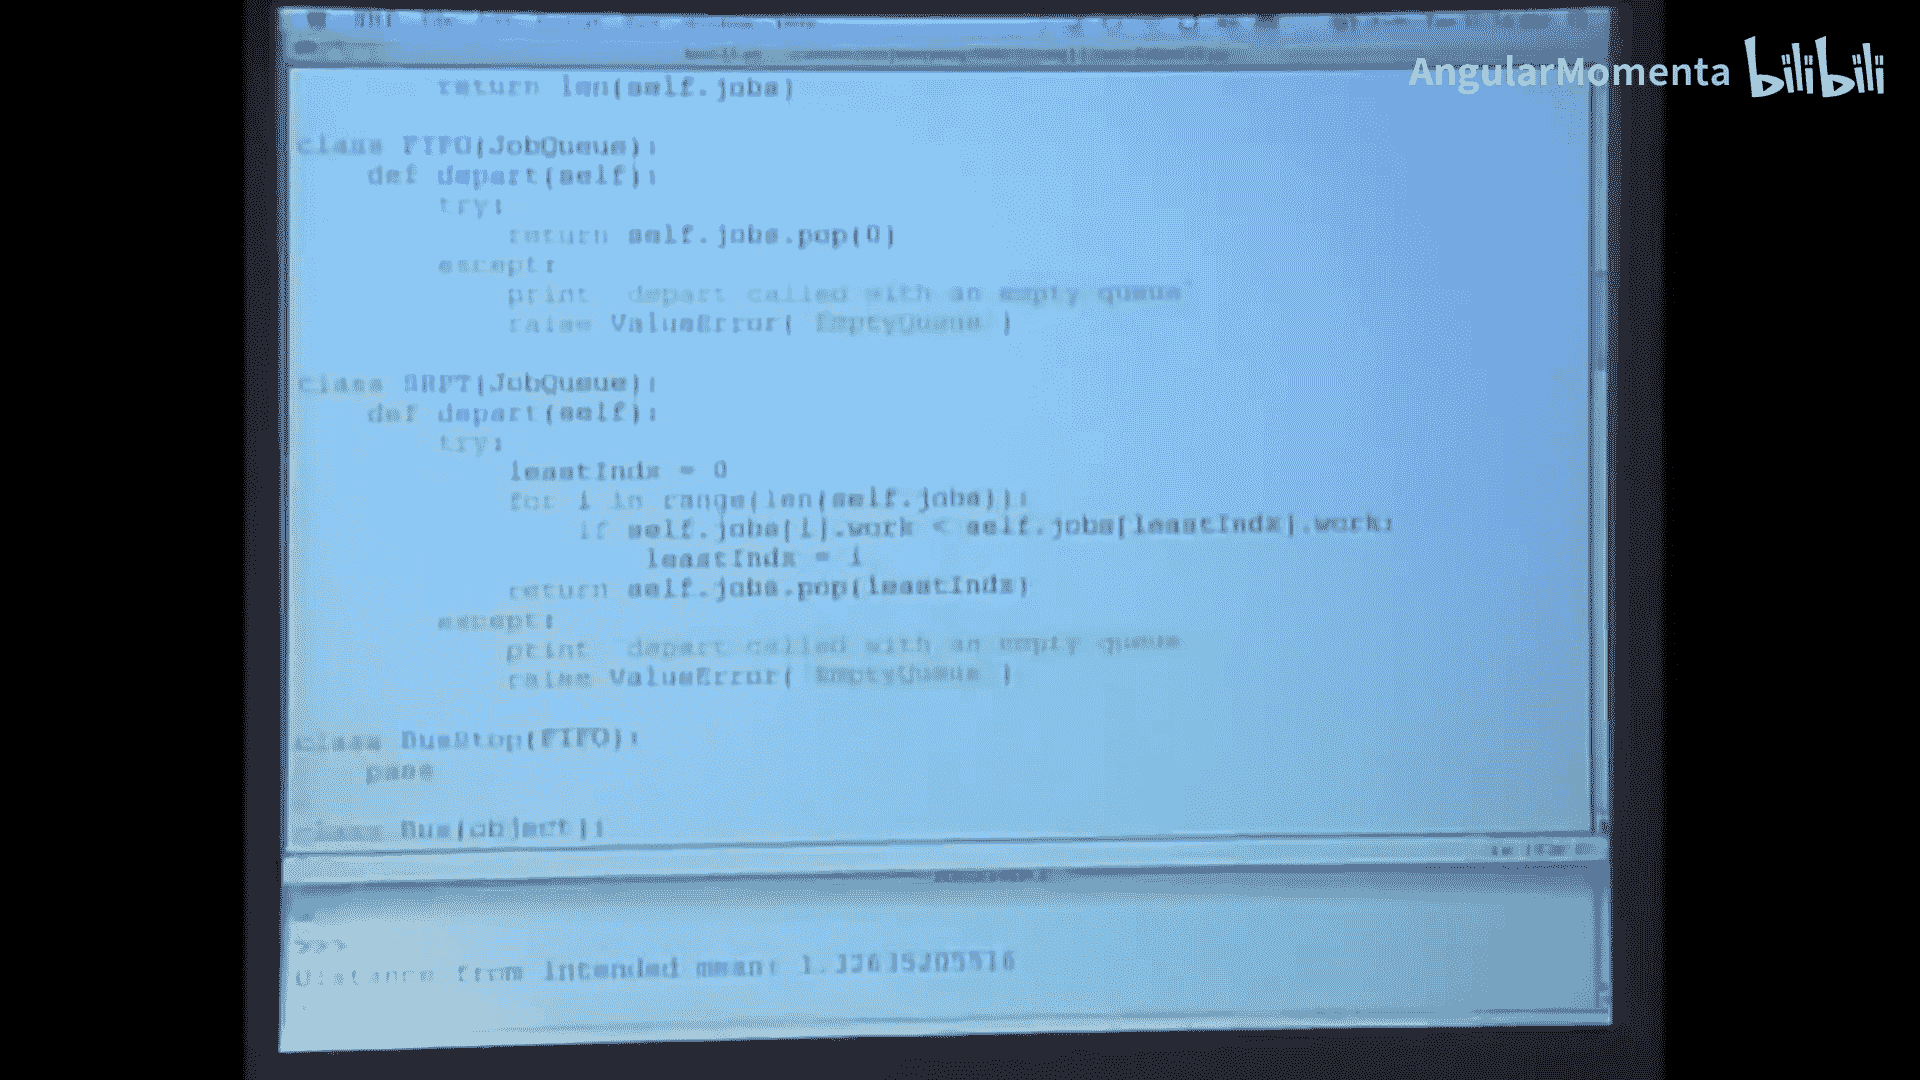 AngularMomenta bilibili
return len(self.jobs)
class FIFO(JobQueue):
def depart(self):
try:
return self.jobs.pop(0)
except:
print 'depart called with an empty queue'
raise ValueError('EmptyQueue')
class SRPT(JobQueue):
def depart(self):
try:
leastIndx = 0
for i in range(len(self.jobs)):
if self.jobs[i].work < self.jobs[leastIndx].work:
leastIndx = i
return self.jobs.pop(leastIndx)
except:
print 'depart called with an empty queue'
raise ValueError('EmptyQueue')
class BusStop(FIFO):
pass
class Bus(object):
>>>
Distance from intended mean: